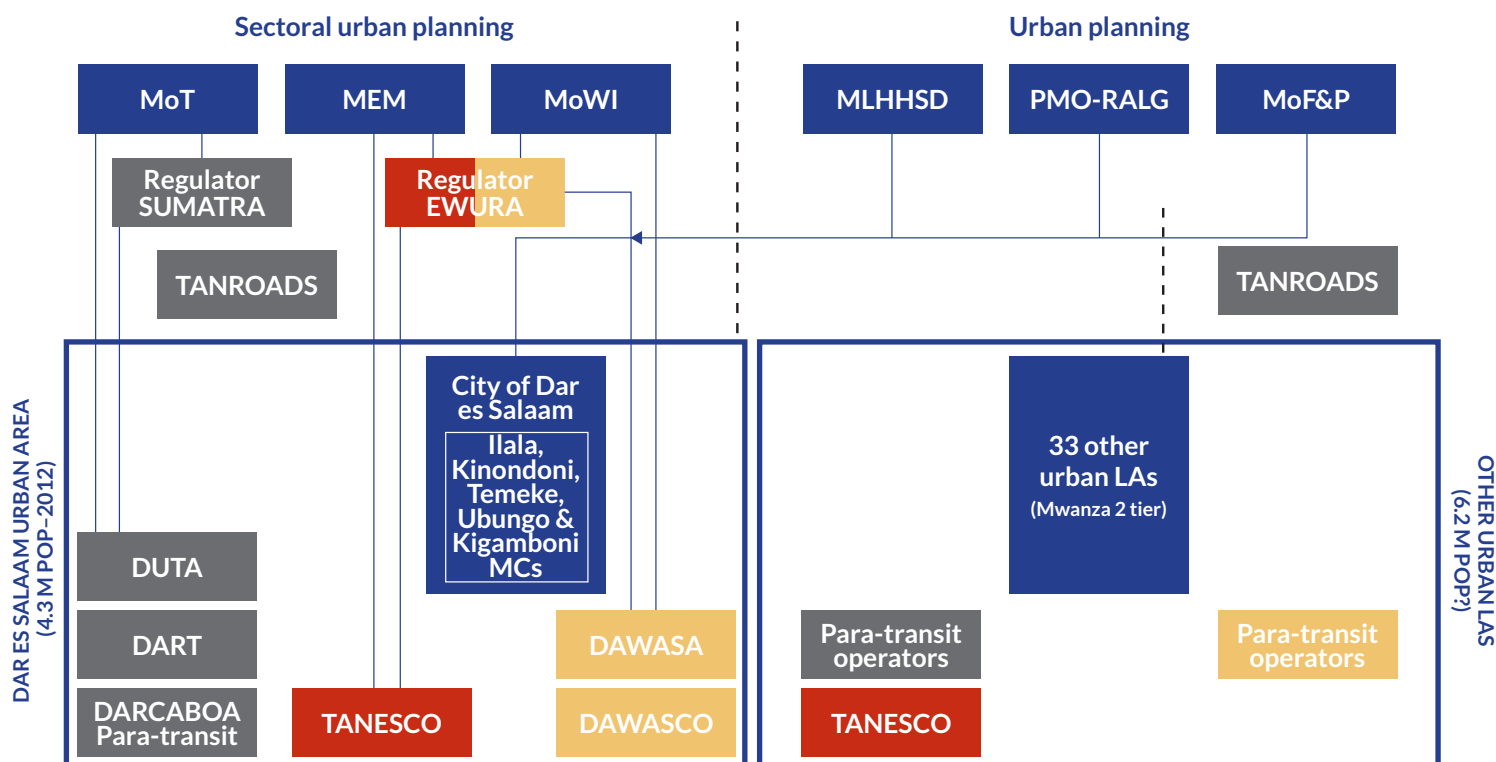 Sectoral urban planning
Urban planning
MoT
MEM
MoWI
MLHHSD
PMO-RALG
MoF&P
Regulator
SUMATRA
Regulator
EWURA
TANROADS
TANROADS
DAR ES SALAAM URBAN AREA
(4.3 M POP–2012)
City of Dar
es Salaam
Ilala,
Kinondoni,
Temeke,
Ubungo &
Kigamboni
MCs
33 other
urban LAs
(Mwanza 2 tier)
OTHER URBAN LAS
(6.2 M POP?)
DUTA
DART
DAWASA
Para-transit
operators
Para-transit
operators
DARCABOA
Para-transit
TANESCO
DAWASCO
TANESCO